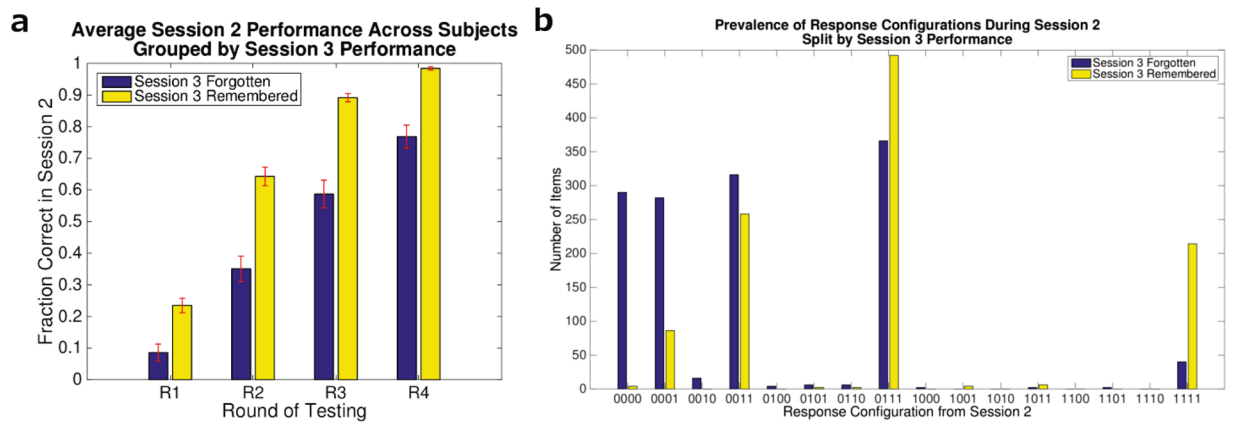 a
Average Session 2 Performance Across Subjects
Grouped by Session 3 Performance
Fraction Correct in Session 2
1
0.9
0.8
0.7
0.6
0.5
0.4
0.3
0.2
0.1
0
Session 3 Forgotten
Session 3 Remembered
R1 R2 R3 R4
Round of Testing
b
Prevalence of Response Configurations During Session 2
Split by Session 3 Performance
Number of Items
500
450
400
350
300
250
200
150
100
50
0
Session 3 Forgotten
Session 3 Remembered
0000 0001 0010 0011 0100 0101 0110 0111 1000 1001 1010 1011 1100 1101 1110 1111
Response Configuration from Session 2